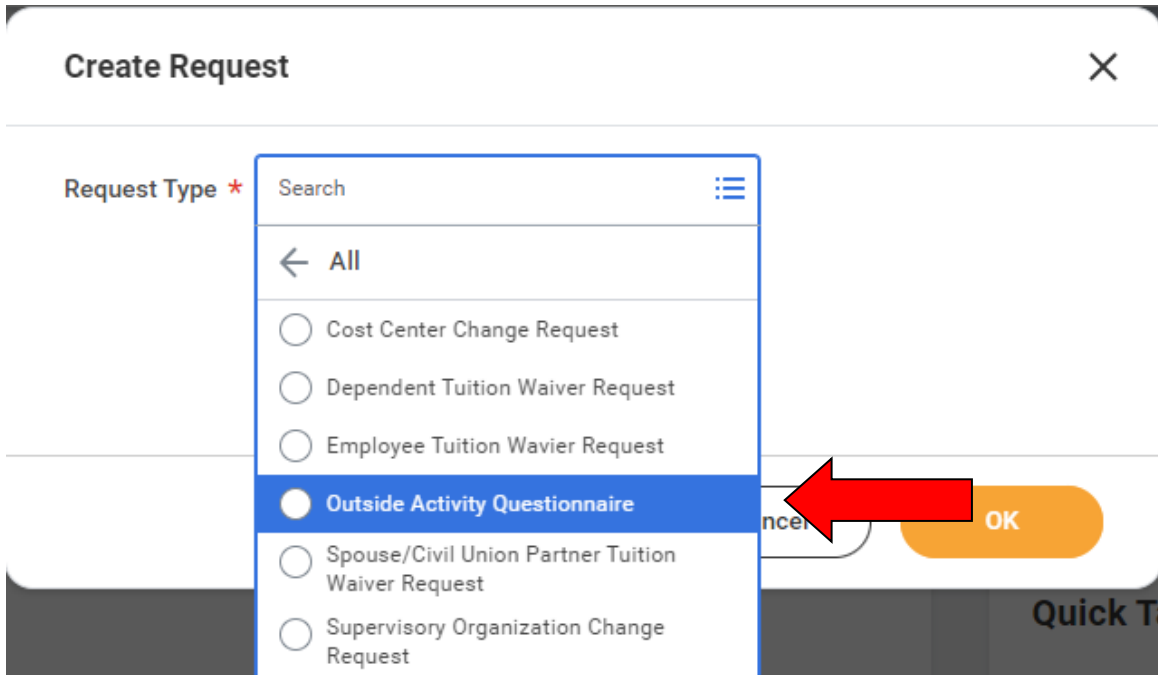 Create Request
Request Type *
Search
All
Cost Center Change Request
Dependent Tuition Waiver Request
Employee Tuition Wavier Request
Outside Activity Questionnaire
OK
Spouse/Civil Union Partner Tuition
Waiver Request
Supervisory Organization Change
Request
Quick